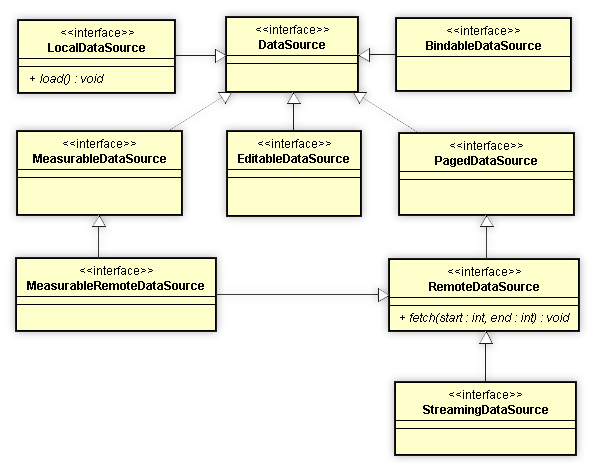 <<interface>>
LocalDataSource
+ load() : void
<<interface>>
DataSource
<<interface>>
BindableDataSource
<<interface>>
MeasurableDataSource
<<interface>>
EditableDataSource
<<interface>>
PagedDataSource
<<interface>>
MeasurableRemoteDataSource
<<interface>>
RemoteDataSource
+ fetch(start : int, end : int) : void
<<interface>>
StreamingDataSource